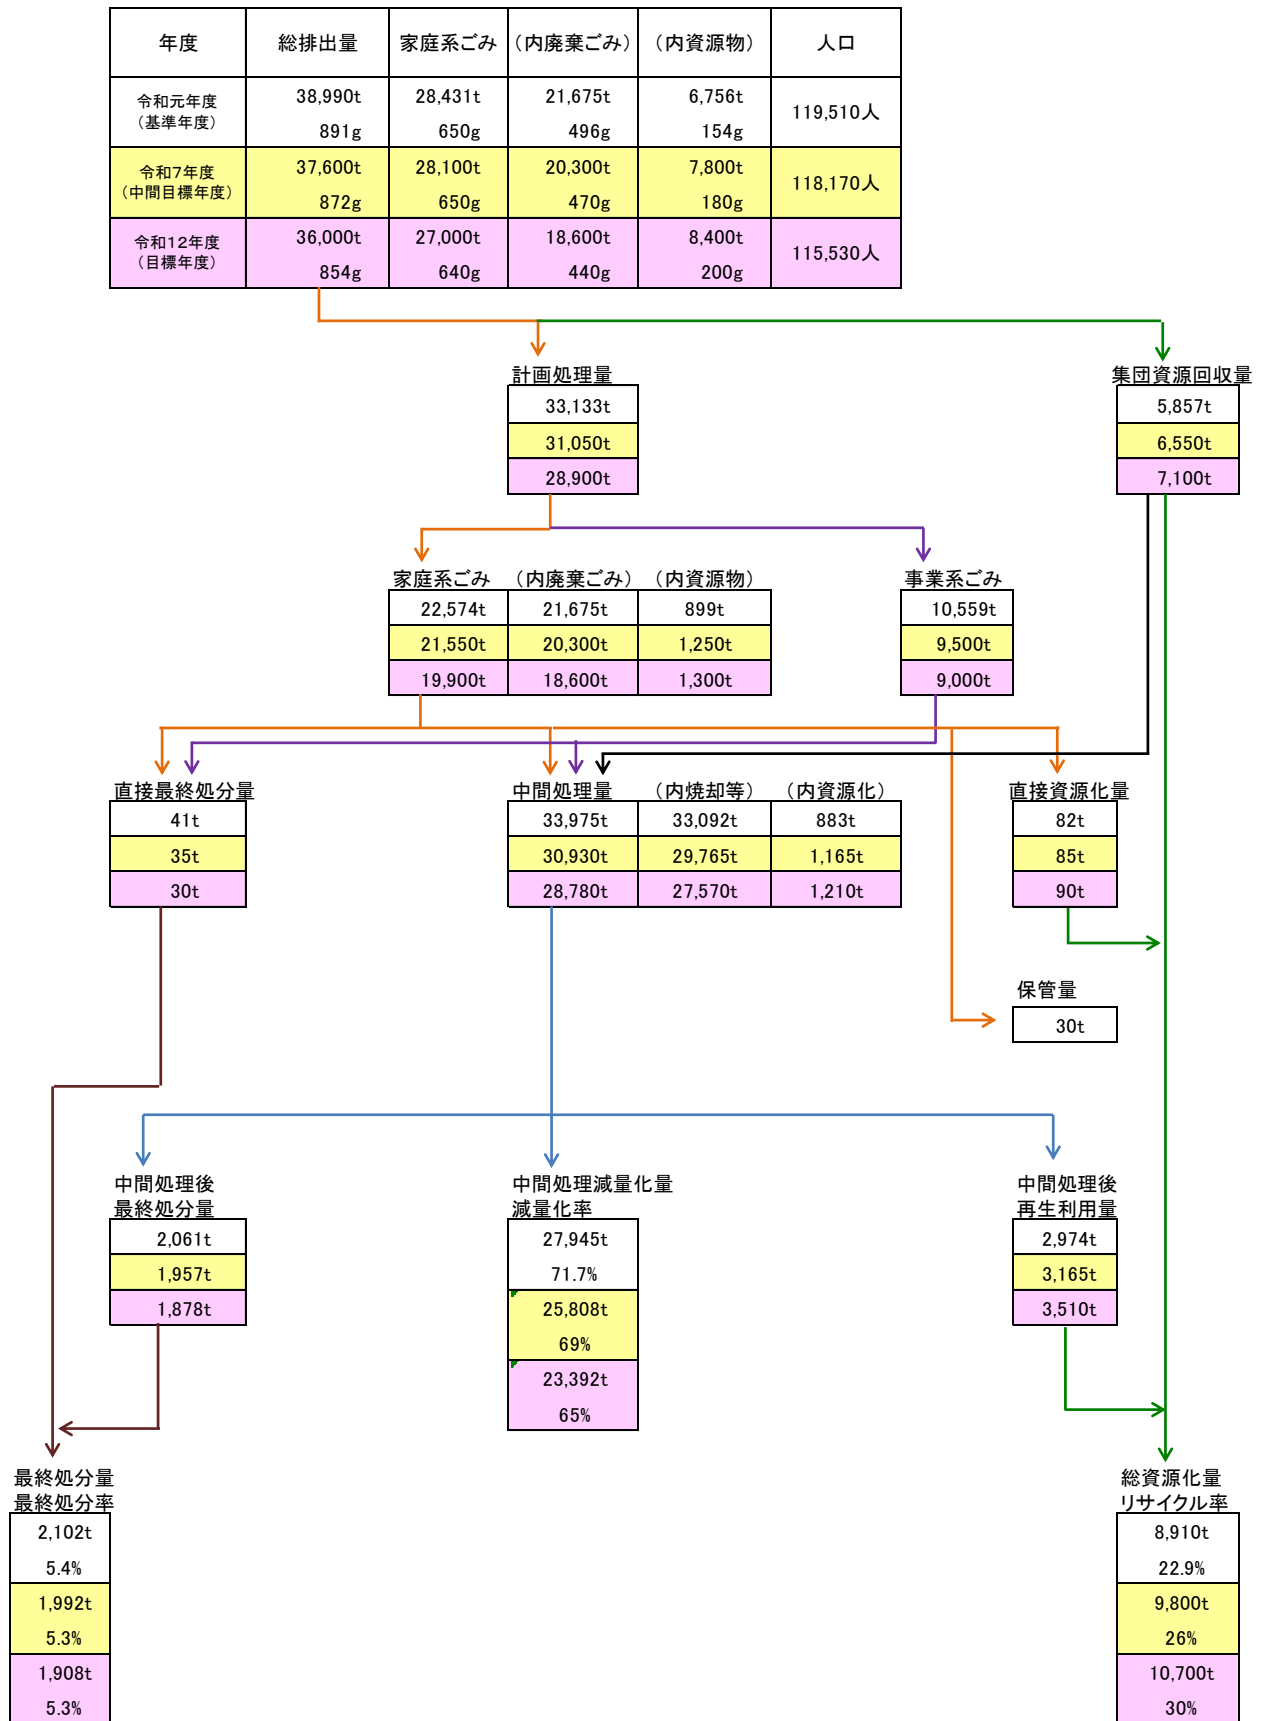 年度 総排出量 家庭系ごみ （内廃棄ごみ） （内資源物） 人口
令和元年度
（基準年度）
38,990t 28,431t 21,675t 6,756t
119,510人
891g 650g 496g 154g
令和7年度
（中間目標年度）
37,600t 28,100t 20,300t 7,800t
118,170人
872g 650g 470g 180g
令和12年度
（目標年度）
36,000t 27,000t 18,600t 8,400t
115,530人
854g 640g 440g 200g
計画処理量 集団資源回収量
33,133t 5,857t
31,050t 6,550t
28,900t 7,100t
家庭系ごみ （内廃棄ごみ） （内資源物） 事業系ごみ
22,574t 21,675t 899t 10,559t
21,550t 20,300t 1,250t 9,500t
19,900t 18,600t 1,300t 9,000t
直接最終処分量 中間処理量 （内焼却等） （内資源化） 直接資源化量
41t 33,975t 33,092t 883t 82t
35t 30,930t 29,765t 1,165t 85t
30t 28,780t 27,570t 1,210t 90t
保管量
30t
中間処理後 中間処理減量化量 中間処理後
最終処分量 減量化率 再生利用量
2,061t 27,945t 2,974t
1,957t 71.7% 3,165t
1,878t 25,808t 3,510t
69%
23,392t
65%
最終処分量 総資源化量
最終処分率 リサイクル率
2,102t 8,910t
5.4% 22.9%
1,992t 9,800t
5.3% 26%
1,908t 10,700t
5.3% 30%